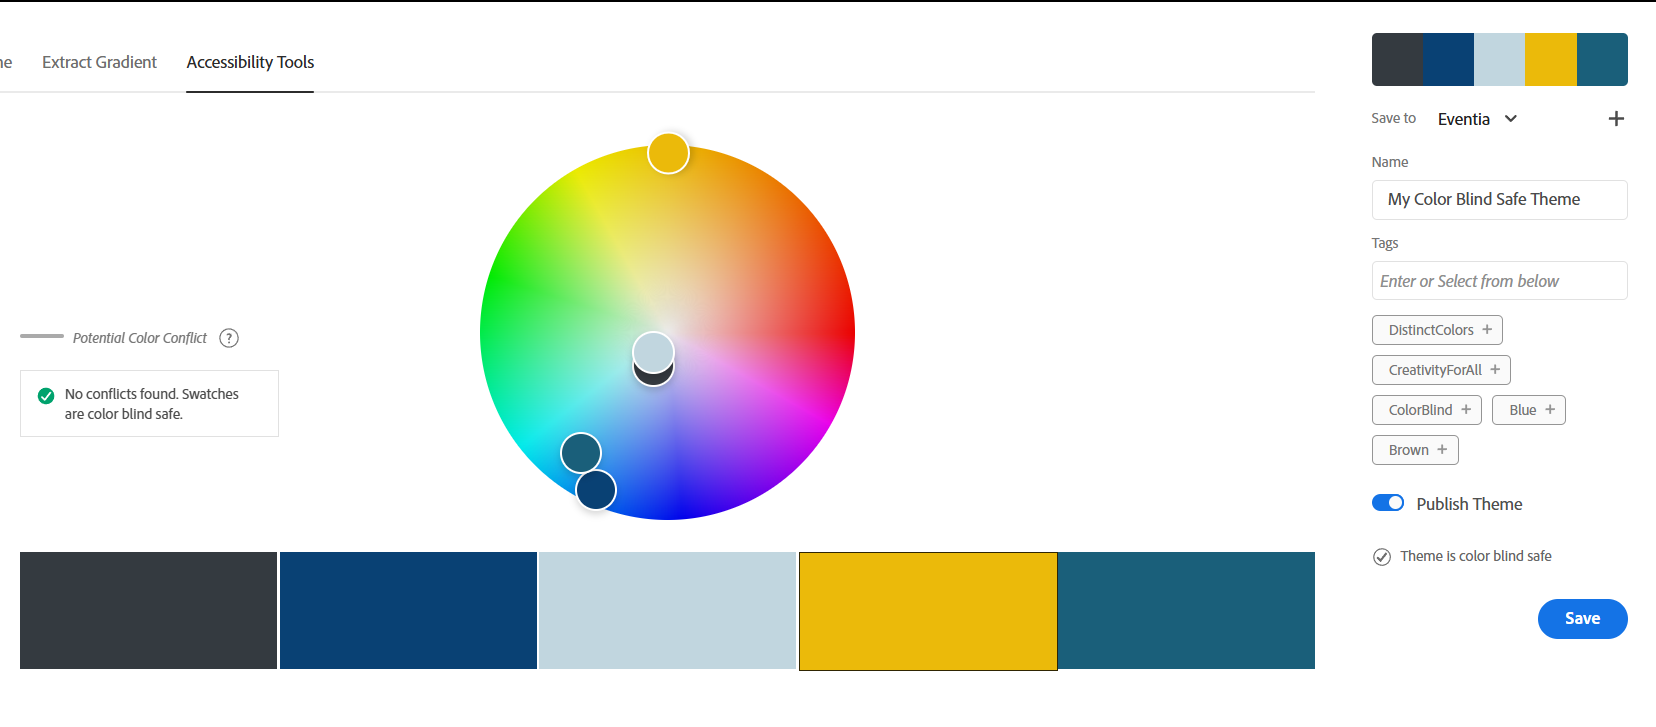 ne Extract Gradient Accessibility Tools
Potential Color Conflict ?
No conflicts found. Swatches
are color blind safe.
Save to Eventia
Name
My Color Blind Safe Theme
Tags
Enter or Select from below
DistinctColors +
CreativityForAll +
ColorBlind + Blue +
Brown +
Publish Theme
Theme is color blind safe
Save